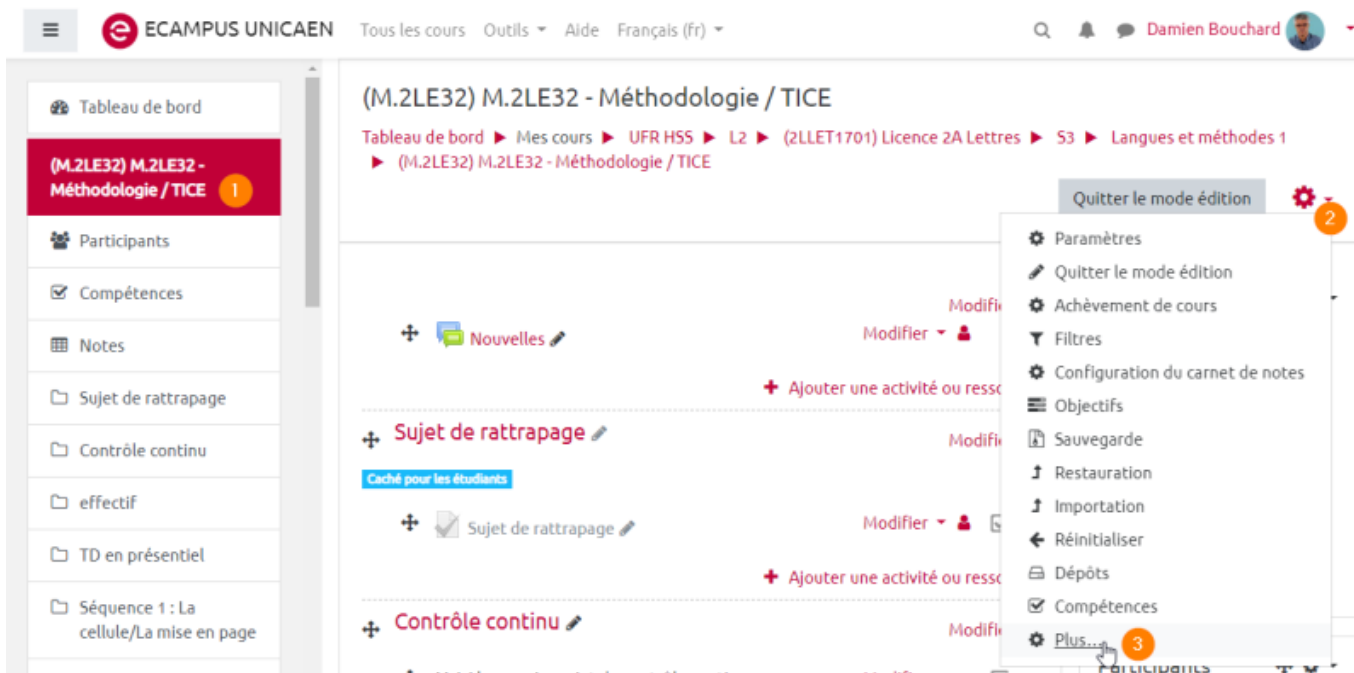 ECAMPUS UNICAEN Tous les cours Outils Aide Français (fr) Damien Bouchard
Tableau de bord
(M.2LE32) M.2LE32 -
Méthodologie / TICE 1
Participants
Compétences
Notes
Sujet de rattrapage
Contrôle continu
effectif
TD en présentiel
Séquence 1 : La
cellule/La mise en page
(M.2LE32) M.2LE32 - Méthodologie / TICE
Tableau de bord ▶ Mes cours ▶ UFR HSS ▶ L2 ▶ (2LLET1701) Licence 2A Lettres ▶ S3 ▶ Langues et méthodes 1
▶ (M.2LE32) M.2LE32 - Méthodologie / TICE
Quitter le mode édition
2
Modifi
Nouvelles Modifier
+ Ajouter une activité ou resso
Sujet de rattrapage Modifi
Caché pour les étudiants
Sujet de rattrapage Modifier
+ Ajouter une activité ou resso
Contrôle continu Modifi
Paramètres
Quitter le mode édition
Achèvement de cours
Filtres
Configuration du carnet de notes
Objectifs
Sauvegarde
Restauration
Importation
Réinitialiser
Dépôts
Compétences
Plus... 3
Participants